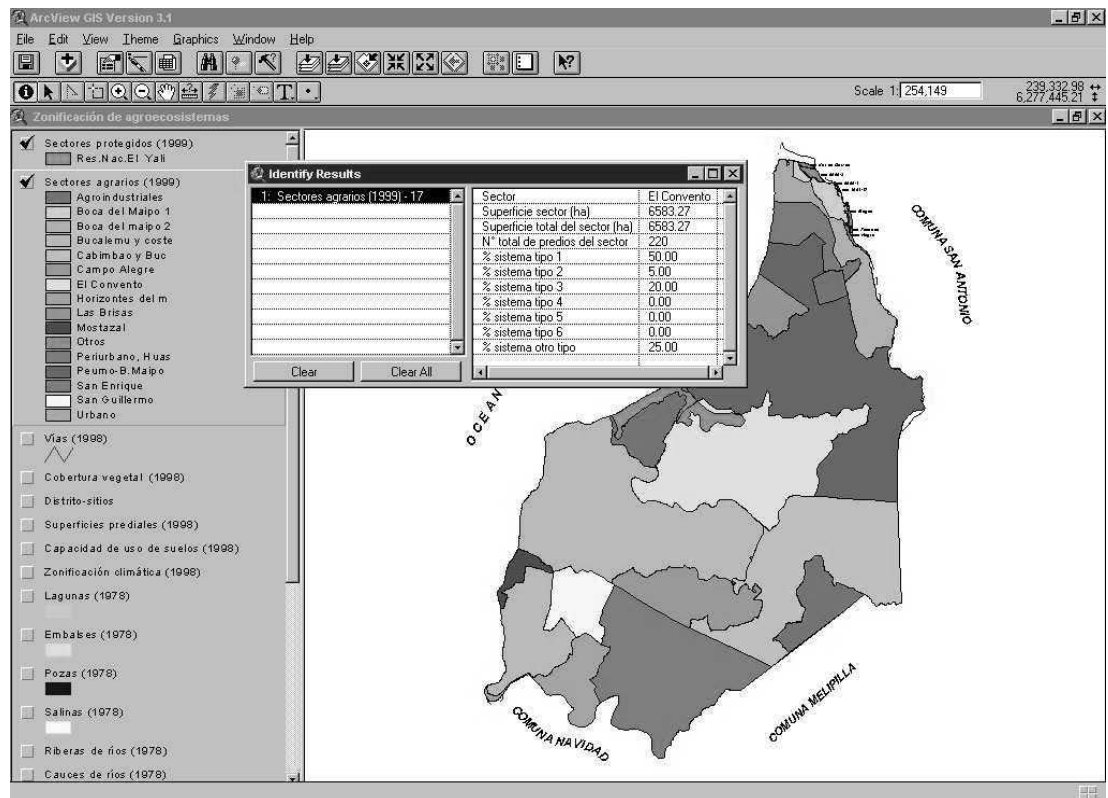 ArcView GIS Version 3.1
File Edit View Theme Graphics Window Help
Scale 1: 254,149
239,332.98
6,277,445.21
Zonificación de agroecosistemas
Sectores protegidos (1999)
Res.Nac.El Yali
Sectores agrarios (1999)
Agroindustriales
Boca del Maipo 1
Boca del maipo 2
Bucalemu y coste
Cabimbao y Buc
Campo Alegre
El Convento
Horizontes del m
Las Brisas
Mostazal
Otros
Periurbano, Huas
Peumo-B.Maipo
San Enrique
San Guillermo
Urbano
Vías (1998)
Cobertura vegetal (1998)
Distrito-sitios
Superficies prediales (1998)
Capacidad de uso de suelos (1998)
Zonificación climática (1998)
Lagunas (1978)
Embalses (1978)
Pozas (1978)
Salinas (1978)
Riberas de ríos (1978)
Cauces de ríos (1978)
Identify Results
1: Sectores agrarios (1999) - 17
Clear Clear All
Sector El Convento
Superficie sector (ha) 6583.27
Superficie total del sector (ha) 6583.27
N° total de predios del sector 220
% sistema tipo 1 50.00
% sistema tipo 2 5.00
% sistema tipo 3 20.00
% sistema tipo 4 0.00
% sistema tipo 5 0.00
% sistema tipo 6 0.00
% sistema otro tipo 25.00
COMUNA SAN ANTONIO
OCEAN
COMUNA MELIPILLA
COMUNA NAVIDAD